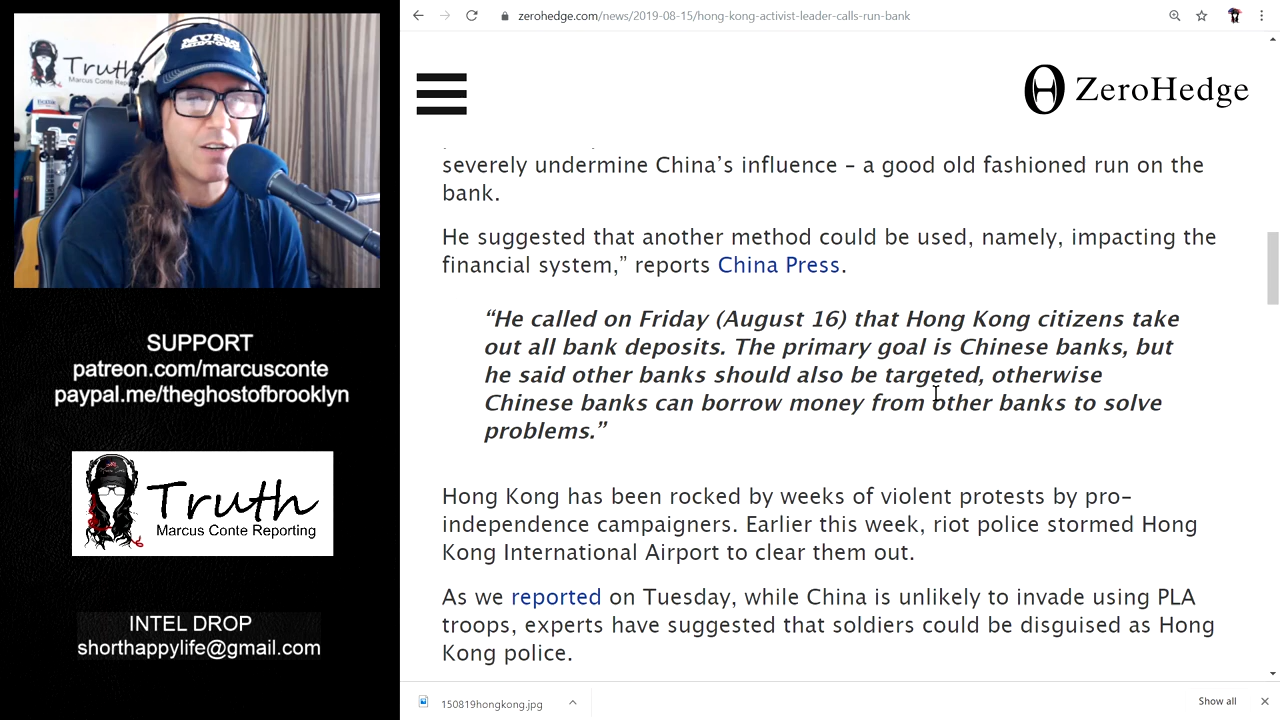 MUSIC
Truth
Marcus Conte Reporting
SUPPORT
patreon.com/marcusconte
paypal.me/theghostofbrooklyn
Truth
Marcus Conte Reporting
INTEL DROP
shorthappylife@gmail.com
zerohedge.com/news/2019-08-15/hong-kong-activist-leader-calls-run-bank
ZeroHedge
severely undermine China’s influence – a good old fashioned run on the
bank.
He suggested that another method could be used, namely, impacting the
financial system,” reports China Press.
“He called on Friday (August 16) that Hong Kong citizens take
out all bank deposits. The primary goal is Chinese banks, but
he said other banks should also be targeted, otherwise
Chinese banks can borrow money from other banks to solve
problems.”
Hong Kong has been rocked by weeks of violent protests by pro-
independence campaigners. Earlier this week, riot police stormed Hong
Kong International Airport to clear them out.
As we reported on Tuesday, while China is unlikely to invade using PLA
troops, experts have suggested that soldiers could be disguised as Hong
Kong police.
150819hongkong.jpg
Show all